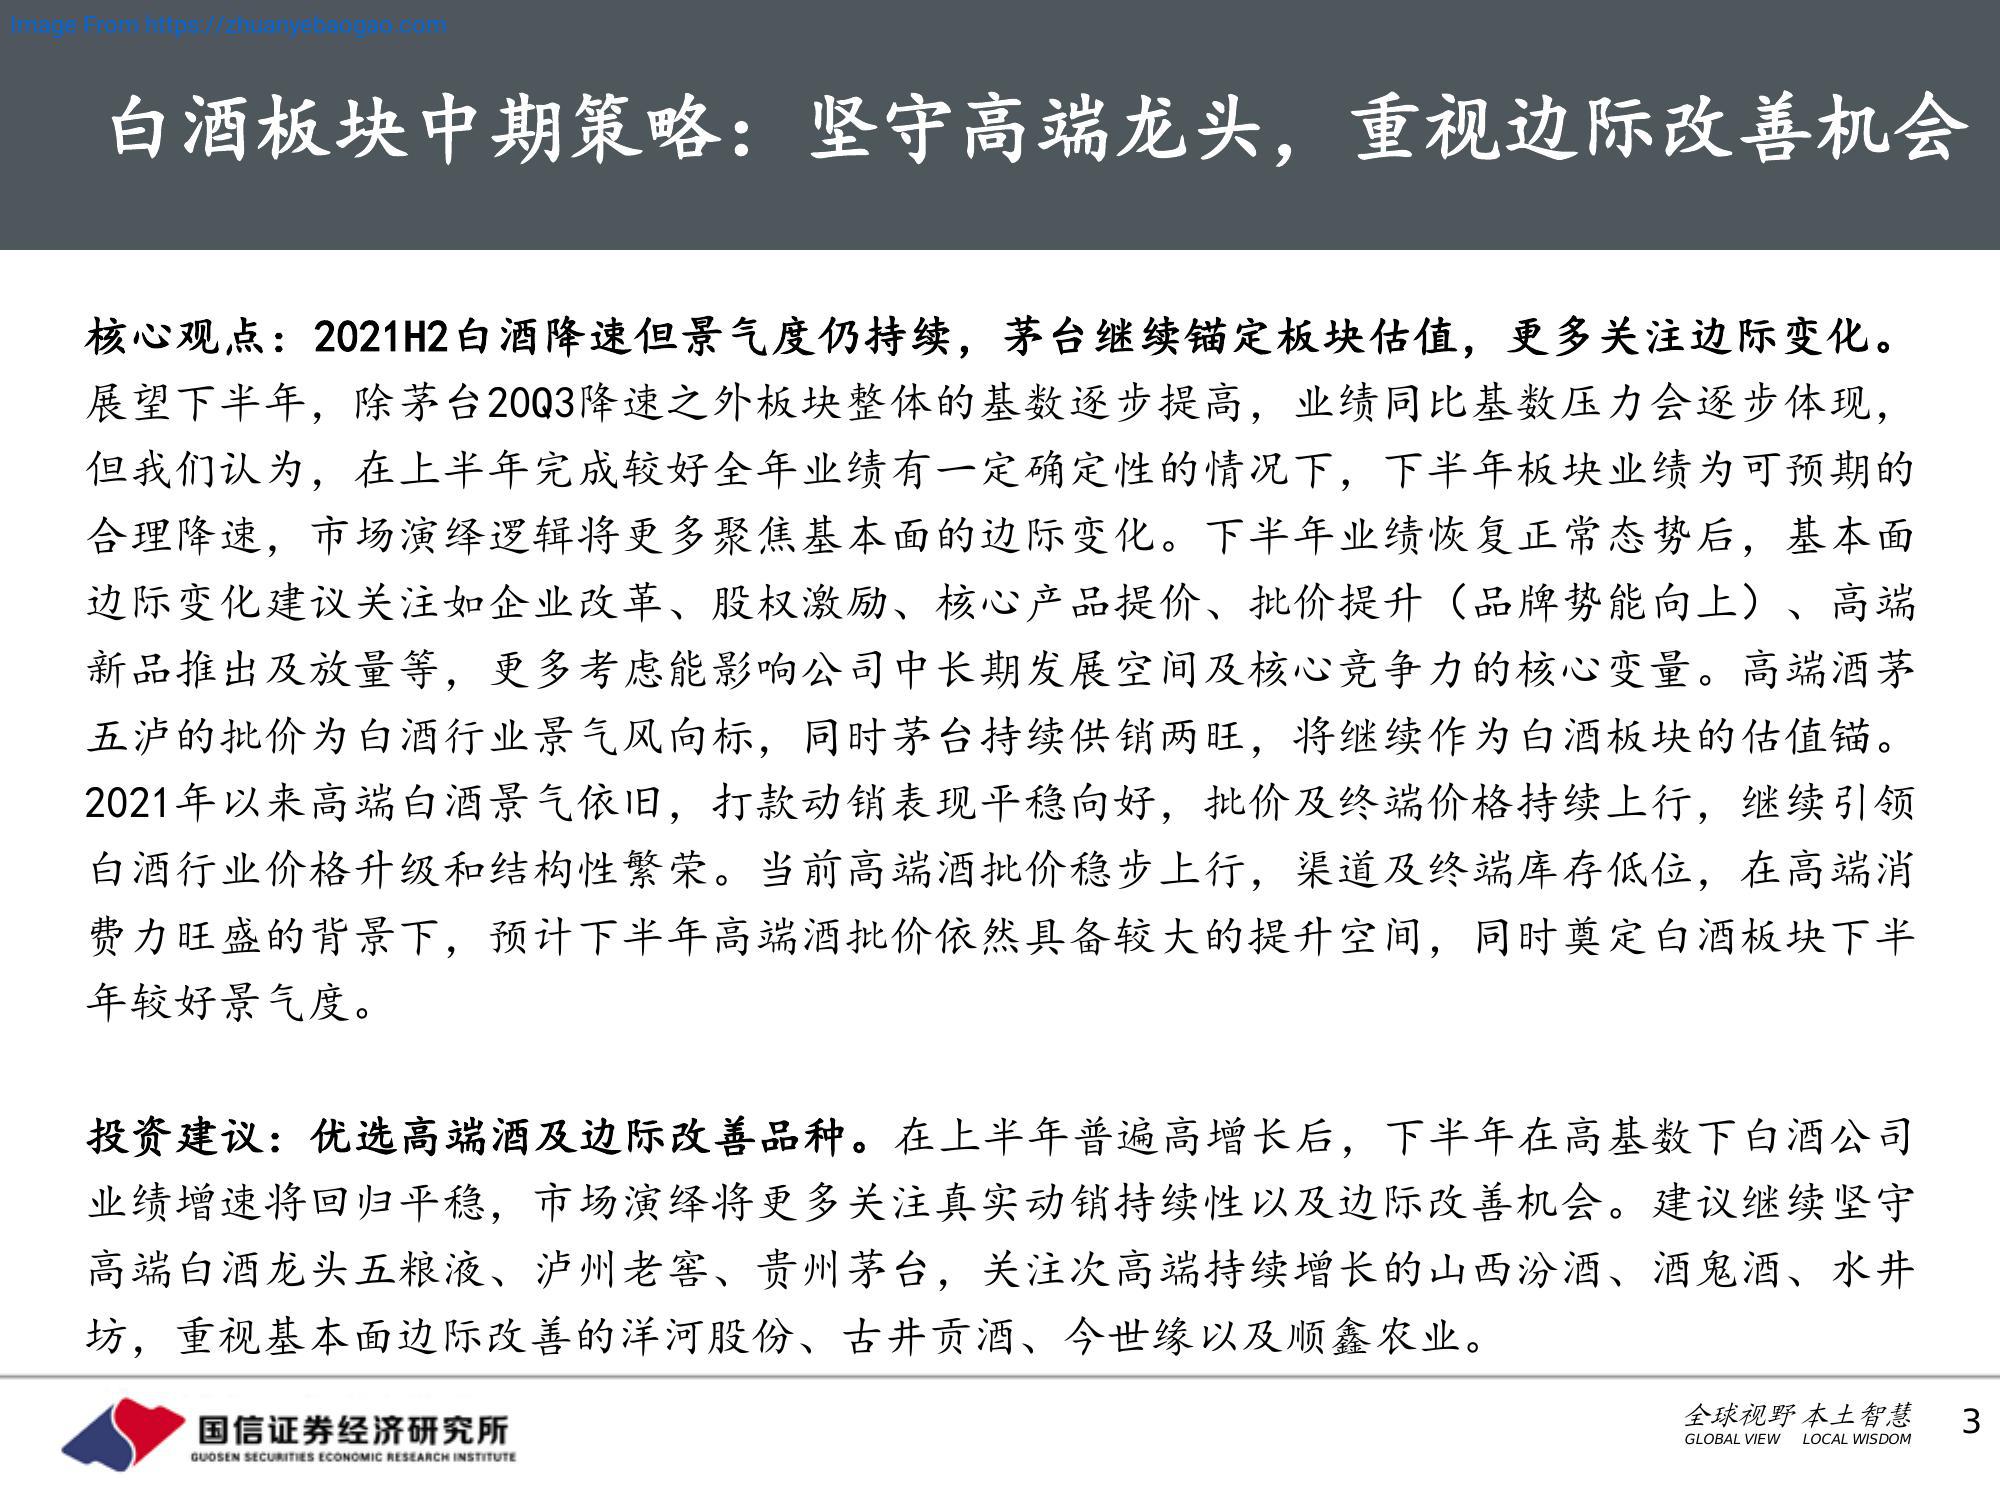 Image From https://zhuanyebaogao.com
白酒板块中期策略：坚守高端龙头，重视边际改善机会
核心观点：2021H2白酒降速但景气度仍持续，茅台继续锚定板块估值，更多关注边际变化。
展望下半年，除茅台20Q3降速之外板块整体的基数逐步提高，业绩同比基数压力会逐步体现，
但我们认为，在上半年完成较好全年业绩有一定确定性的情况下，下半年板块业绩为可预期的
合理降速，市场演绎逻辑将更多聚焦基本面的边际变化。下半年业绩恢复正常态势后，基本面
边际变化建议关注如企业改革、股权激励、核心产品提价、批价提升（品牌势能向上）、高端
新品推出及放量等，更多考虑能影响公司中长期发展空间及核心竞争力的核心变量。高端酒茅
五泸的批价为白酒行业景气风向标，同时茅台持续供销两旺，将继续作为白酒板块的估值锚。
2021年以来高端白酒景气依旧，打款动销表现平稳向好，批价及终端价格持续上行，继续引领
白酒行业价格升级和结构性繁荣。当前高端酒批价稳步上行，渠道及终端库存低位，在高端消
费力旺盛的背景下，预计下半年高端酒批价依然具备较大的提升空间，同时奠定白酒板块下半
年较好景气度。
投资建议：优选高端酒及边际改善品种。在上半年普遍高增长后，下半年在高基数下白酒公司
业绩增速将回归平稳，市场演绎将更多关注真实动销持续性以及边际改善机会。建议继续坚守
高端白酒龙头五粮液、泸州老窖、贵州茅台，关注次高端持续增长的山西汾酒、酒鬼酒、水井
坊，重视基本面边际改善的洋河股份、古井贡酒、今世缘以及顺鑫农业。
国信证券经济研究所
GUOSEN SECURITIES ECONOMIC RESEARCH INSTITUTE
全球视野 本土智慧
GLOBAL VIEW LOCAL WISDOM
3